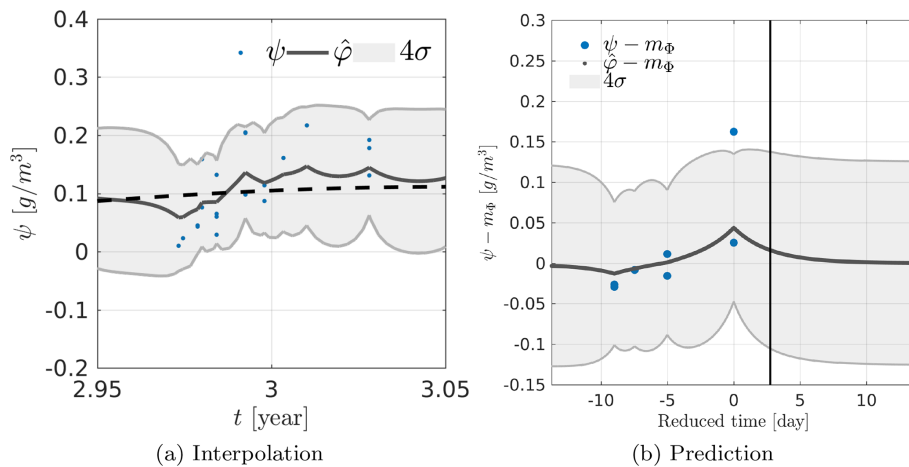 0.4
0.3
0.2
0.1
0
-0.1
-0.2
2.95
3
3.05
ψ [g/m³]
t [year]
ψ φ̂ 4σ
(a) Interpolation
0.3
0.25
0.2
0.15
0.1
0.05
0
-0.05
-0.1
-0.15
-10
-5
0
5
10
ψ − m_Φ [g/m³]
Reduced time [day]
ψ − m_Φ
φ̂ − m_Φ
4σ
(b) Prediction